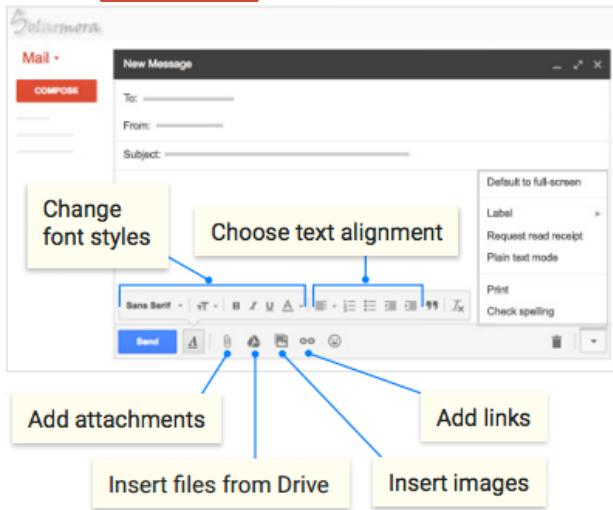 Solarmora
Mail
New Message
COMPOSE
To:
From:
Subject:
Default to full-screen
Label
Request read receipt
Plain text mode
Print
Check spelling
Change
font styles
Choose text alignment
Sans Serif
T B I U A
Send A
Add attachments
Add links
Insert files from Drive
Insert images